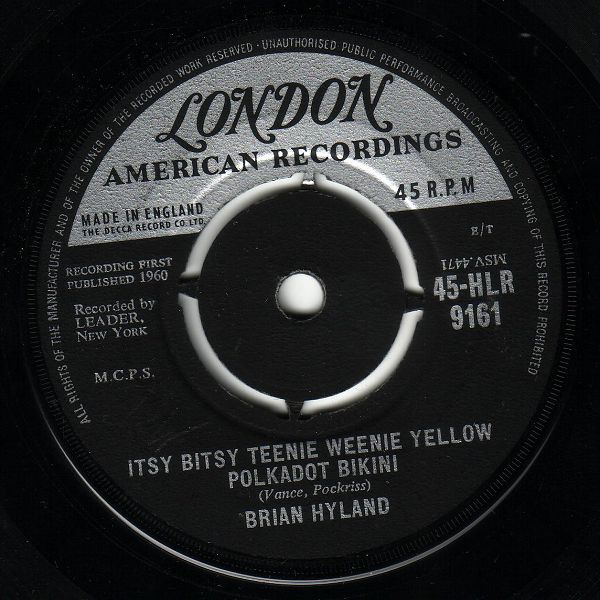 ALL RIGHTS OF THE MANUFACTURER AND OF THE OWNER OF THE RECORDED WORK RESERVED · UNAUTHORISED PUBLIC PERFORMANCE BROADCASTING AND COPYING OF THIS RECORD PROHIBITED
LONDON
AMERICAN RECORDINGS
45 R.P.M
MADE IN ENGLAND
THE DECCA RECORD CO LTD.
E/T
RECORDING FIRST
PUBLISHED 1960
MSV.4471
Recorded by
LEADER,
NEW YORK
45-HLR
9161
M.C.P.S.
ITSY BITSY TEENIE WEENIE YELLOW
POLKADOT BIKINI
(Vance, Pockriss)
BRIAN HYLAND